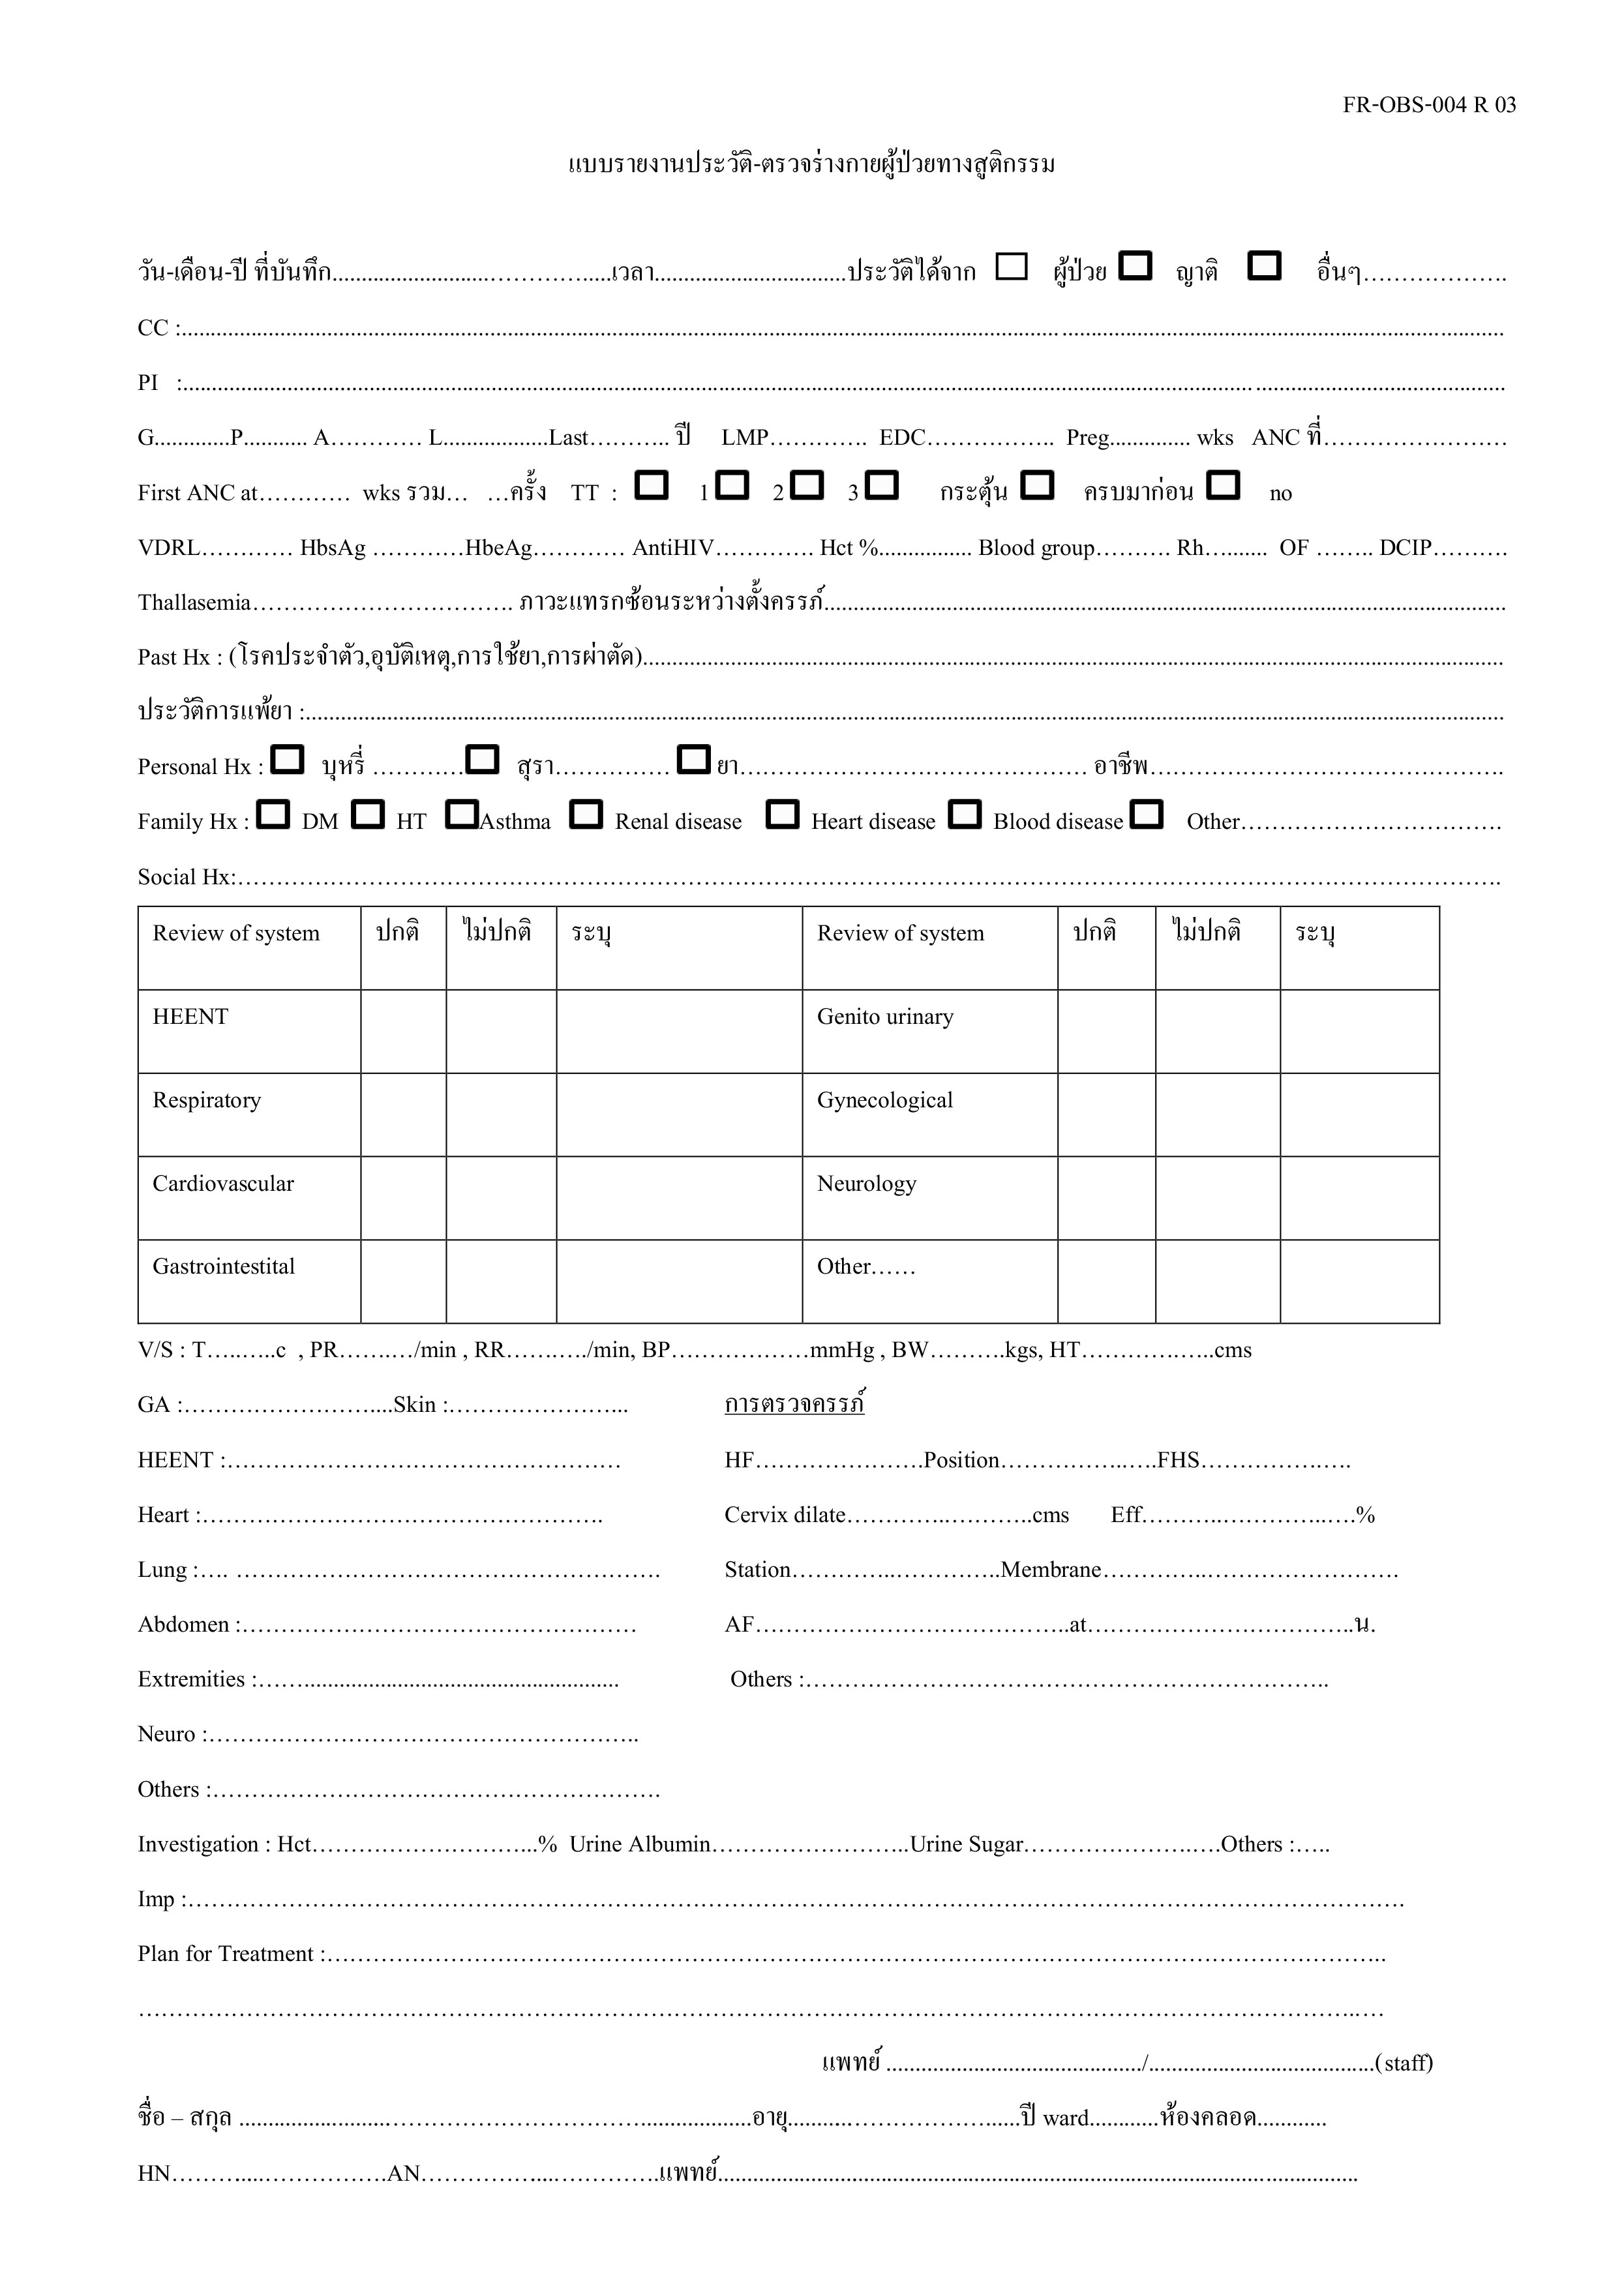 FR-OBS-004 R 03
แบบรายงานประวัติ-ตรวจร่างกายผู้ป่วยทางสูติกรรม
วัน-เดือน-ปี ที่บันทึก..............................................เวลา.................................ประวัติได้จาก ☐ ผู้ป่วย ☐ ญาติ ☐ อื่นๆ...................
CC :..............................................................................................................................
PI :..............................................................................................................................
G.............P........... A............ L..................Last........... ปี LMP............. EDC................. Preg.............. wks ANC ที่........................
First ANC at............ wks รวม... ...ครั้ง TT : ☐ 1 ☐ 2 ☐ 3 ☐ กระตุ้น ☐ ครบมาก่อน ☐ no
VDRL............ HbsAg ............HbeAg............ AntiHIV............. Hct %................ Blood group.......... Rh.......... OF ........ DCIP..........
Thallasemia.................................. ภาวะแทรกซ้อนระหว่างตั้งครรภ์..............................................................
Past Hx : (โรคประจำตัว,อุบัติเหตุ,การใช้ยา,การผ่าตัด)..............................................................
ประวัติการแพ้ยา :..............................................................................................................
Personal Hx : ☐ บุหรี่ ............☐ สุรา............... ☐ ยา............................................. อาชีพ..............................................
Family Hx : ☐ DM ☐ HT ☐Asthma ☐ Renal disease ☐ Heart disease ☐ Blood disease ☐ Other..................................
Social Hx:..............................................................................................................
Review of system ปกติ ไม่ปกติ ระบุ Review of system ปกติ ไม่ปกติ ระบุ
HEENT Genito urinary
Respiratory Gynecological
Cardiovascular Neurology
Gastrointestital Other……
V/S : T..........c , PR........../min , RR.........../min, BP..................mmHg , BW..........kgs, HT.................cms
GA :...........................Skin :........................ การตรวจครรภ์
HEENT :.................................................. HF......................Position....................FHS....................
Heart :.................................................. Cervix dilate........................cms Eff............................%
Lung :.... .................................................. Station...........................Membrane......................................
Abdomen :.................................................. AF.........................................at...................................น.
Extremities :.................................................. Others :....................................................................
Neuro :..................................................
Others :..................................................
Investigation : Hct.............................% Urine Albumin..........................Urine Sugar..........................Others :.....
Imp :..............................................................................................................
Plan for Treatment :..............................................................................................................
..............................................................................................................
แพทย์ ............................................/.......................................(staff)
ชื่อ – สกุล ..............................................................................อายุ...................................ปี ward............ห้องคลอด............
HN............................AN...............................แพทย์..............................................................